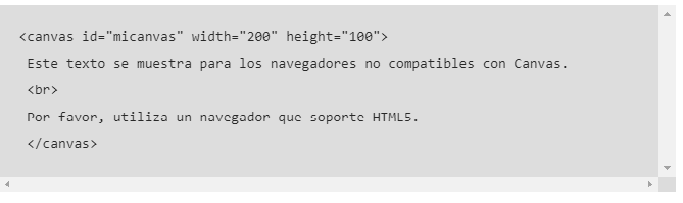 <canvas id="micanvas" width="200" height="100">
Este texto se muestra para los navegadores no compatibles con Canvas.
<br>
Por favor, utiliza un navegador que soporte HTML5.
</canvas>